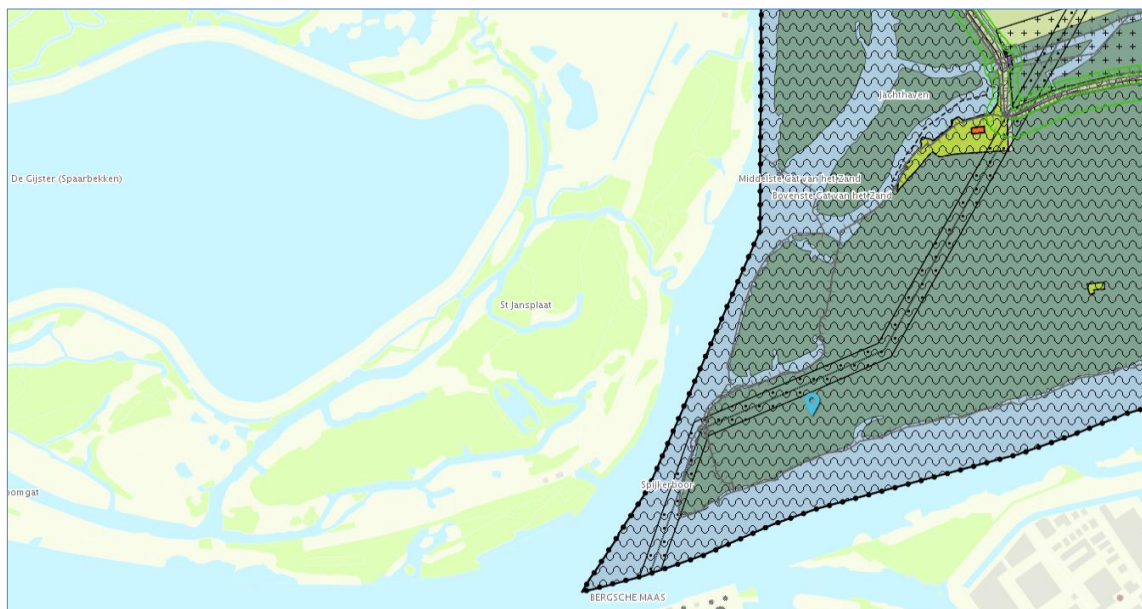 Jachthaven
De Gijster (Spaarbekken)
Middelste Gat van het Zand
Bovenste Gat van het Zand
St Jansplaat
Spijkerboor
oomgat
BERGSCHE MAAS